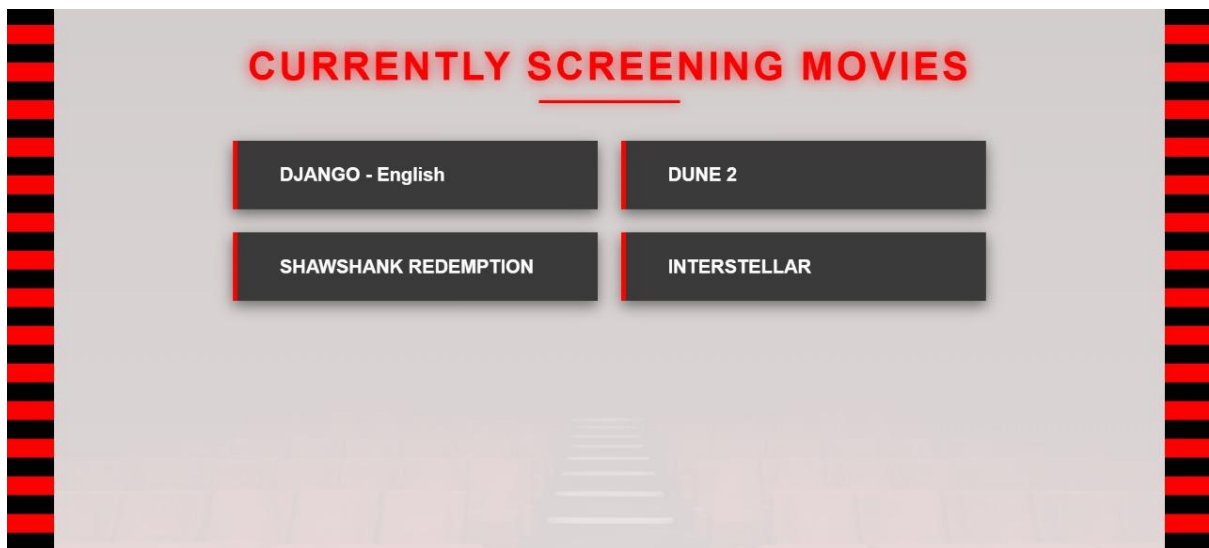 CURRENTLY SCREENING MOVIES
DJANGO - English
DUNE 2
SHAWSHANK REDEMPTION
INTERSTELLAR